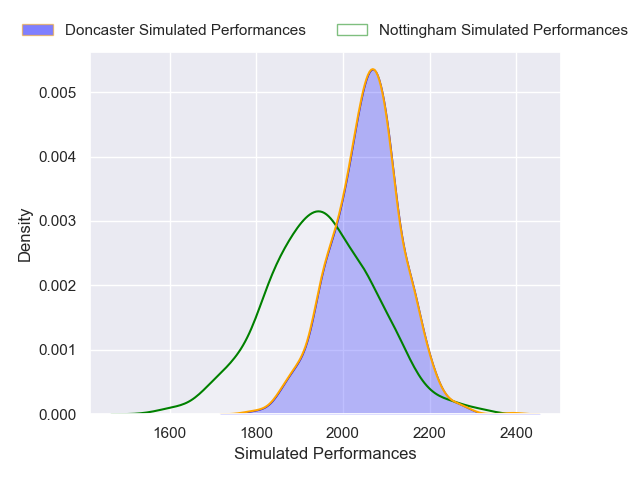 Doncaster Simulated Performances
Nottingham Simulated Performances
0.005
0.004
0.003
0.002
0.001
0.000
Density
1600
1800
2000
2200
2400
Simulated Performances